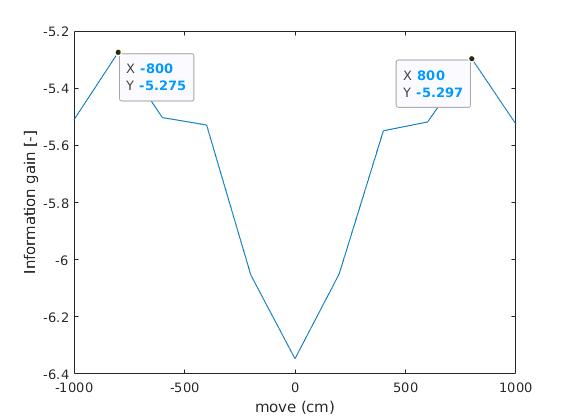 -5.2
X -800
Y -5.275
X 800
Y -5.297
-5.4
-5.6
-5.8
-6
-6.2
-6.4
Information gain [-]
-1000 -500 0 500 1000
move (cm)